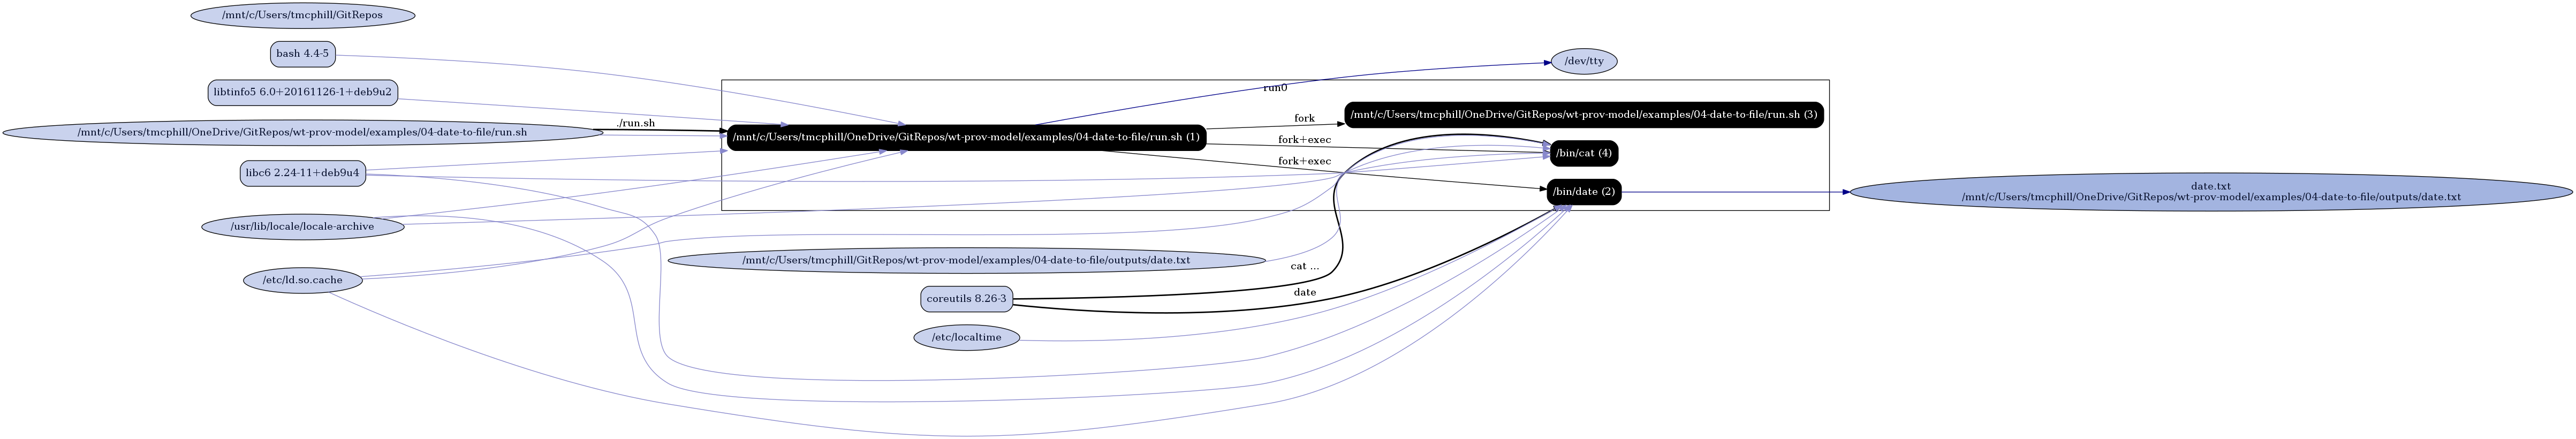 /mnt/c/Users/tmcphill/GitRepos
bash 4.4-5
libtinfo5 6.0+20161126-1+deb9u2
/mnt/c/Users/tmcphill/OneDrive/GitRepos/wt-prov-model/examples/04-date-to-file/run.sh
libc6 2.24-11+deb9u4
/usr/lib/locale/locale-archive
/etc/ld.so.cache
./run.sh
run0
/mnt/c/Users/tmcphill/OneDrive/GitRepos/wt-prov-model/examples/04-date-to-file/run.sh (1)
/mnt/c/Users/tmcphill/GitRepos/wt-prov-model/examples/04-date-to-file/outputs/date.txt
coreutils 8.26-3
/etc/localtime
fork
fork+exec
fork+exec
cat ...
date
/dev/tty
/mnt/c/Users/tmcphill/OneDrive/GitRepos/wt-prov-model/examples/04-date-to-file/run.sh (3)
/bin/cat (4)
/bin/date (2)
date.txt
/mnt/c/Users/tmcphill/OneDrive/GitRepos/wt-prov-model/examples/04-date-to-file/outputs/date.txt